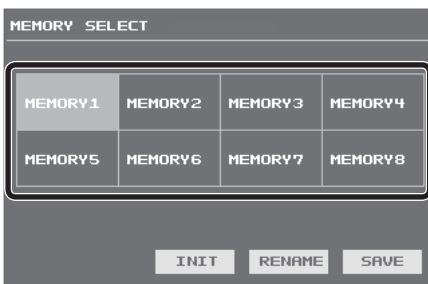 MEMORY SELECT
MEMORY1 MEMORY2 MEMORY3 MEMORY4
MEMORY5 MEMORY6 MEMORY7 MEMORY8
INIT RENAME SAVE